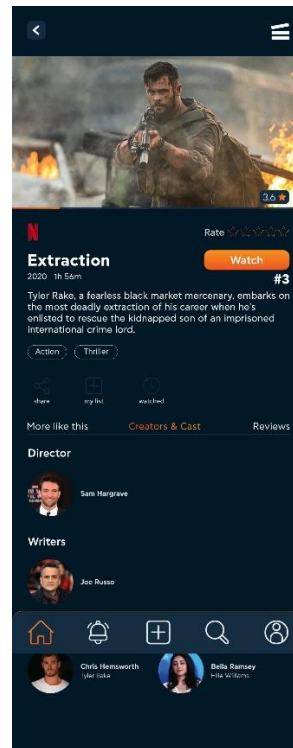 3.6
N
Rate
Extraction
Watch
2020 1h 56m
#3
Tyler Rake, a fearless black market mercenary, embarks on
the most deadly extraction of his career when he's
enlisted to rescue the kidnapped son of an imprisoned
international crime lord.
Action
Thriller
share
my list
watched
More like this
Creators & Cast
Reviews
Director
Sam Hargrave
Writers
Joe Russo
Chris Hemsworth
Tyler Rake
Bella Ramsey
Ellie Williams